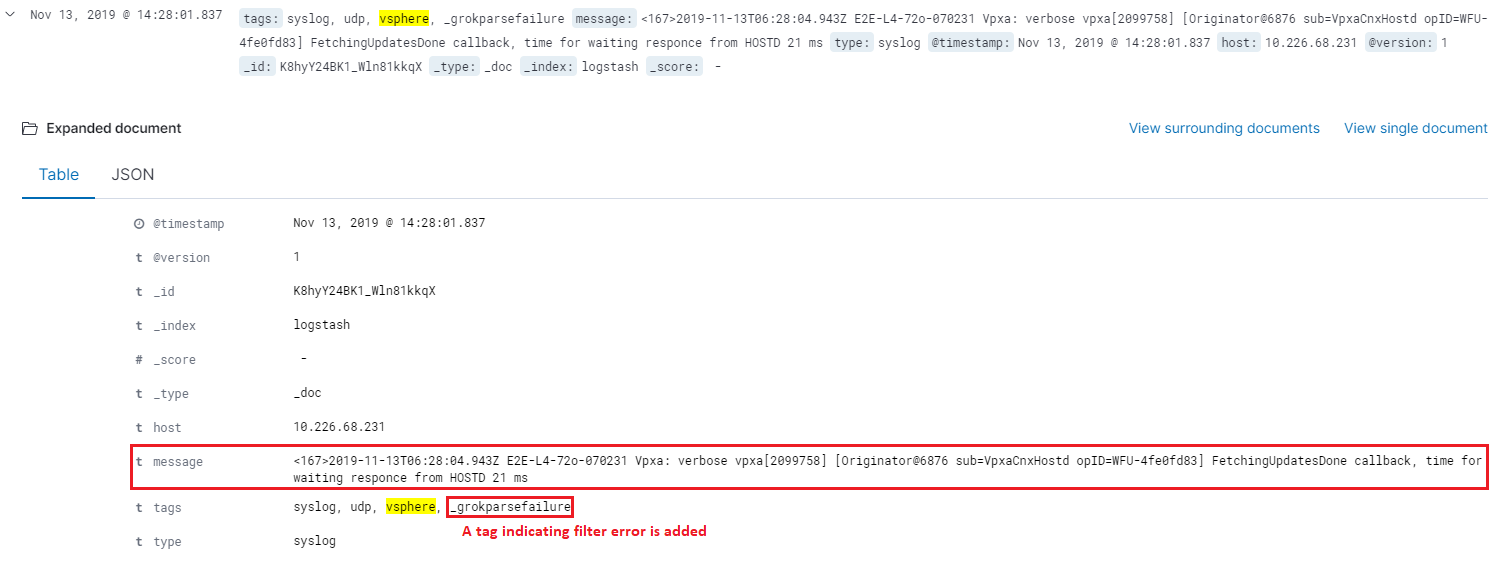 Nov 13, 2019 @ 14:28:01.837 tags: syslog, udp, vsphere, _grokparsefailure message: <167>2019-11-13T06:28:04.943Z E2E-L4-72o-070231 Vpxa: verbose vpxa[2099758] [Originator@6876 sub=VpxaCnxHostd opID=WFU-
4fe0fd83] FetchingUpdatesDone callback, time for waiting responce from HOSTD 21 ms type: syslog @timestamp: Nov 13, 2019 @ 14:28:01.837 host: 10.226.68.231 @version: 1
_id: K8hyY24BK1_Wln81kkqX _type: _doc _index: logstash _score: -
Expanded document View surrounding documents View single document
Table JSON
@timestamp Nov 13, 2019 @ 14:28:01.837
t @version 1
t _id K8hyY24BK1_Wln81kkqX
t _index logstash
# _score -
t _type _doc
t host 10.226.68.231
t message <167>2019-11-13T06:28:04.943Z E2E-L4-72o-070231 Vpxa: verbose vpxa[2099758] [Originator@6876 sub=VpxaCnxHostd opID=WFU-4fe0fd83] FetchingUpdatesDone callback, time for
waiting responce from HOSTD 21 ms
t tags syslog, udp, vsphere, _grokparsefailure
A tag indicating filter error is added
t type syslog